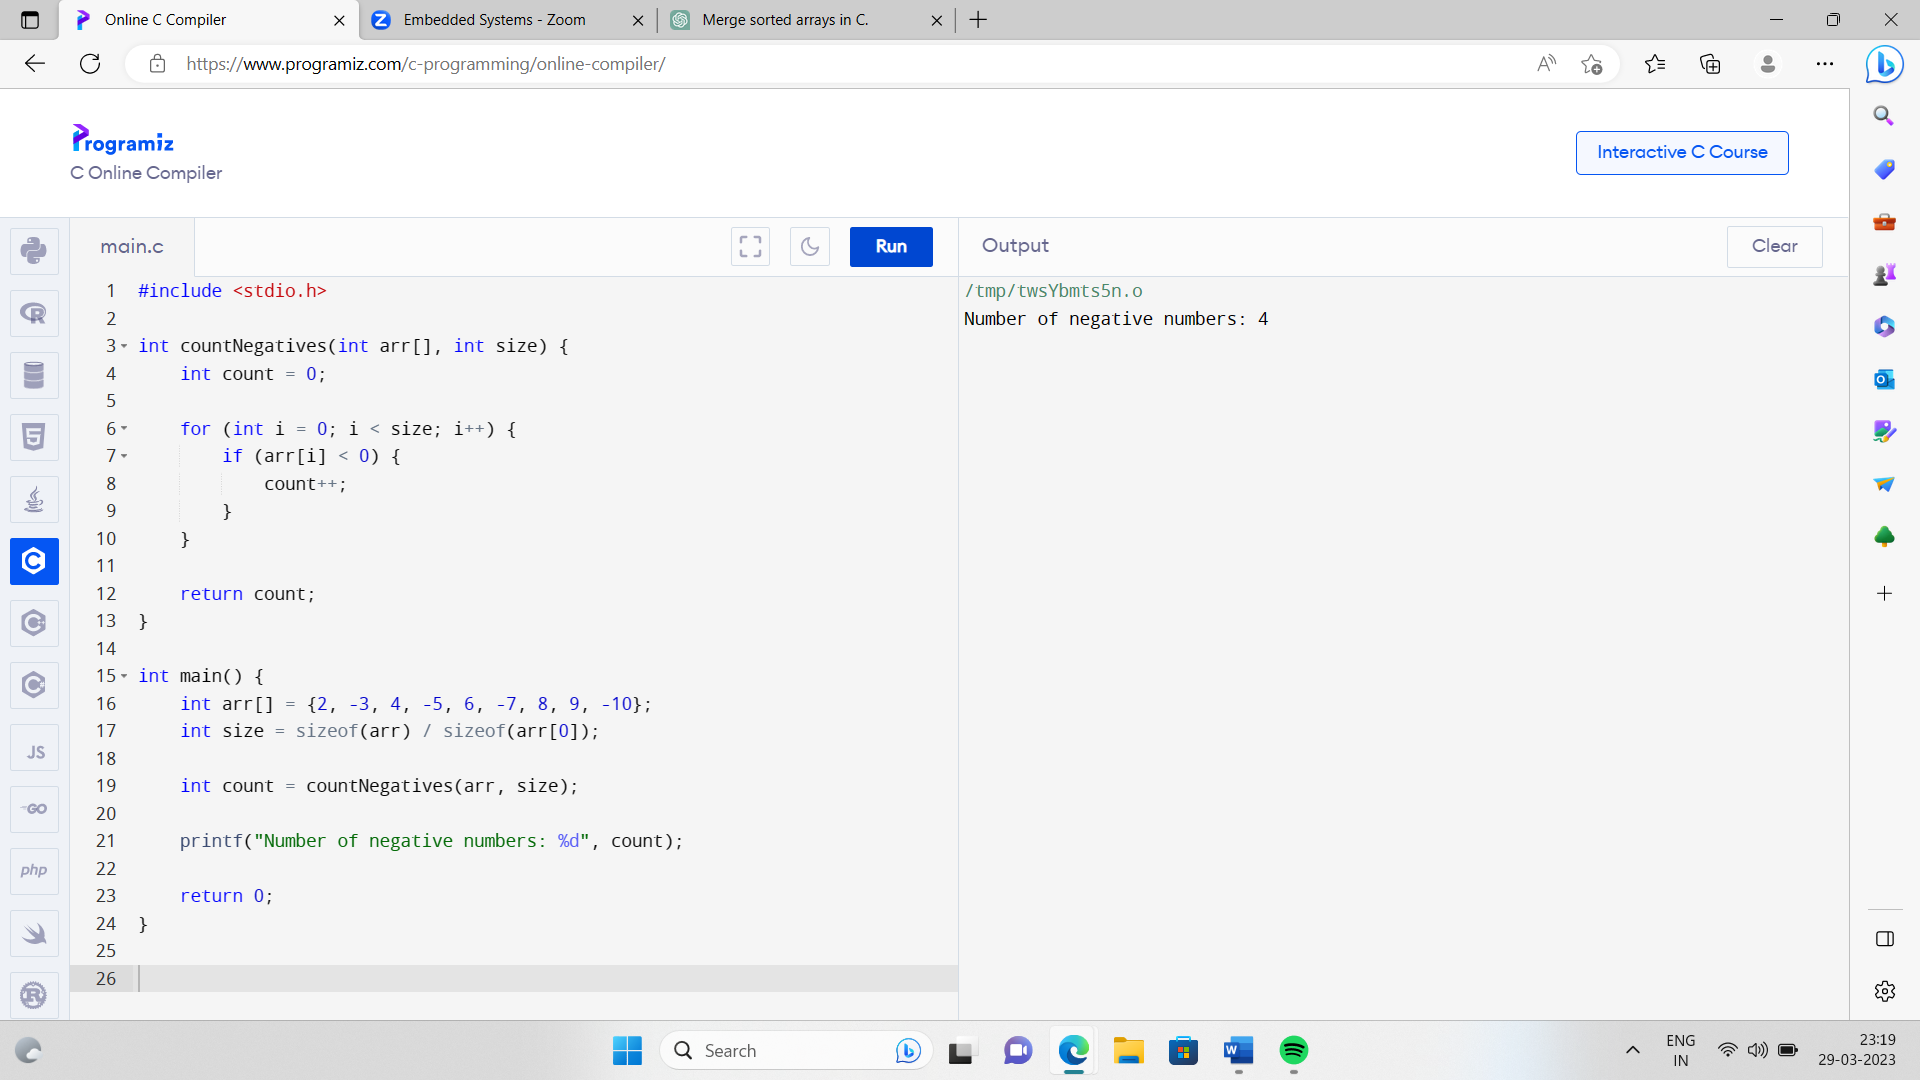 Online C Compiler
Embedded Systems - Zoom
Merge sorted arrays in C.
https://www.programiz.com/c-programming/online-compiler/
Programiz
C Online Compiler
Interactive C Course
main.c
Run
Output
Clear
1 #include <stdio.h>
2
3 int countNegatives(int arr[], int size) {
4     int count = 0;
5
6     for (int i = 0; i < size; i++) {
7         if (arr[i] < 0) {
8             count++;
9         }
10     }
11
12     return count;
13 }
14
15 int main() {
16     int arr[] = {2, -3, 4, -5, 6, -7, 8, 9, -10};
17     int size = sizeof(arr) / sizeof(arr[0]);
18
19     int count = countNegatives(arr, size);
20
21     printf("Number of negative numbers: %d", count);
22
23     return 0;
24 }
25
26
/tmp/twsYbmts5n.o
Number of negative numbers: 4
JS
GO
php
Search
ENG
IN
23:19
29-03-2023